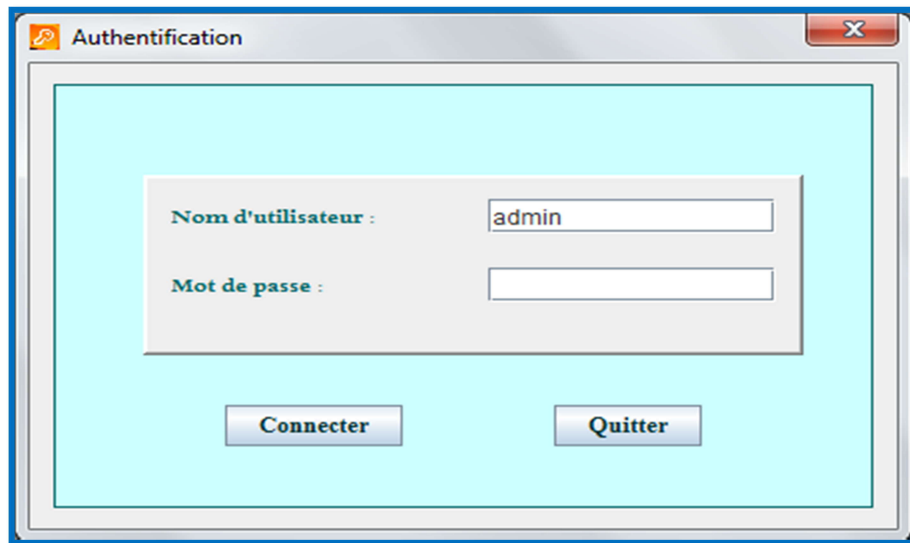 Authentification
Nom d'utilisateur : admin
Mot de passe :
Connecter Quitter